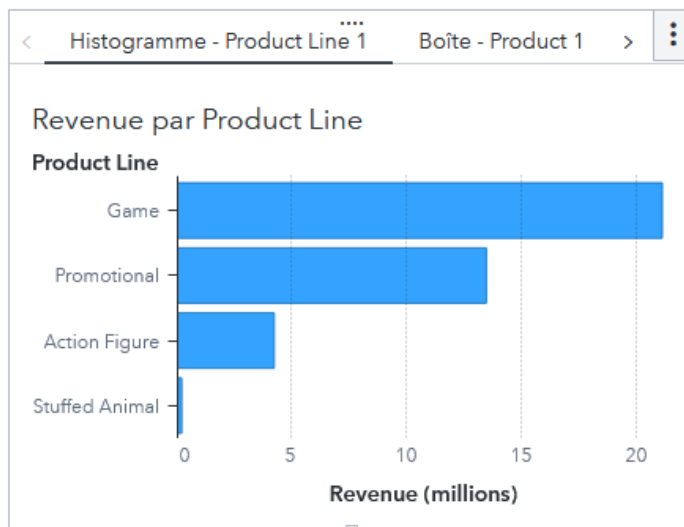 Histogramme - Product Line 1 Boîte - Product 1
Revenue par Product Line
Product Line
Game
Promotional
Action Figure
Stuffed Animal
0 5 10 15 20
Revenue (millions)